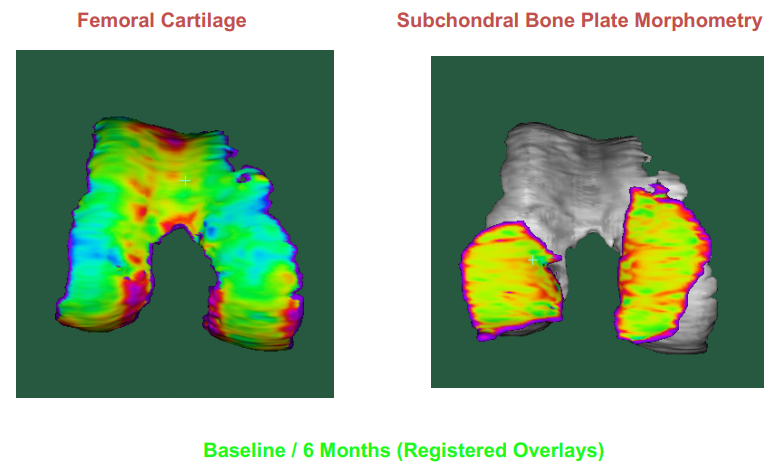 Femoral Cartilage
Subchondral Bone Plate Morphometry
Baseline / 6 Months (Registered Overlays)